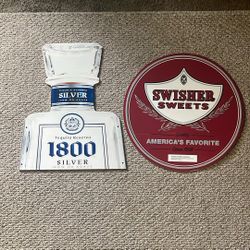 SILVER
Tequila Reserva
1800
SILVER
SWISHER
SWEETS
AMERICA'S FAVORITE